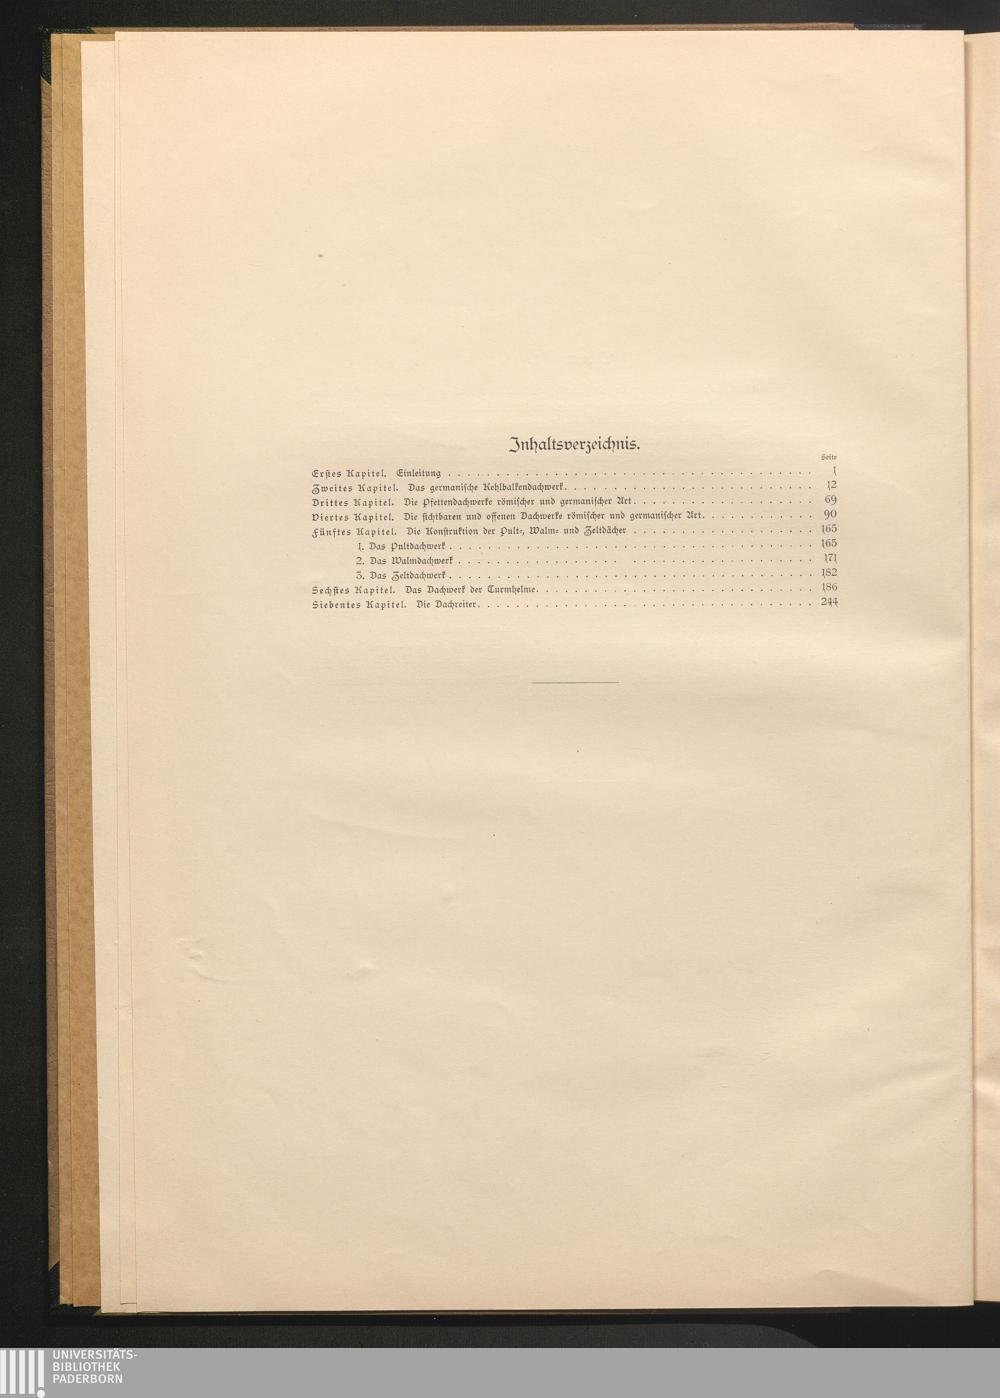 Inhaltsverzeichnis.
Seite
Erstes Kapitel. Einleitung . . . . . . . . . . 1
Zweites Kapitel. Das germanische Kehlbalkendachwerk . . . . . . . . . . 12
Drittes Kapitel. Die Pfettendachwerke römischer und germanischer Art . . . . . . . . . . 69
Viertes Kapitel. Die sichtbaren und offenen Dachwerke römischer und germanischer Art . . . . . . . . . . 90
Fünftes Kapitel. Die Konstruktion der Pult-, Walm- und Zeltdächer . . . . . . . . . . 165
1. Das Pultdachwerk . . . . . . . . . . 165
2. Das Walmdachwerk . . . . . . . . . . 171
3. Das Zeltdachwerk . . . . . . . . . . 182
Sechstes Kapitel. Das Dachwerk der Turmhelme . . . . . . . . . . 186
Siebentes Kapitel. Die Dachreiter . . . . . . . . . . 244
UNIVERSITÄTS-
BIBLIOTHEK
PADERBORN